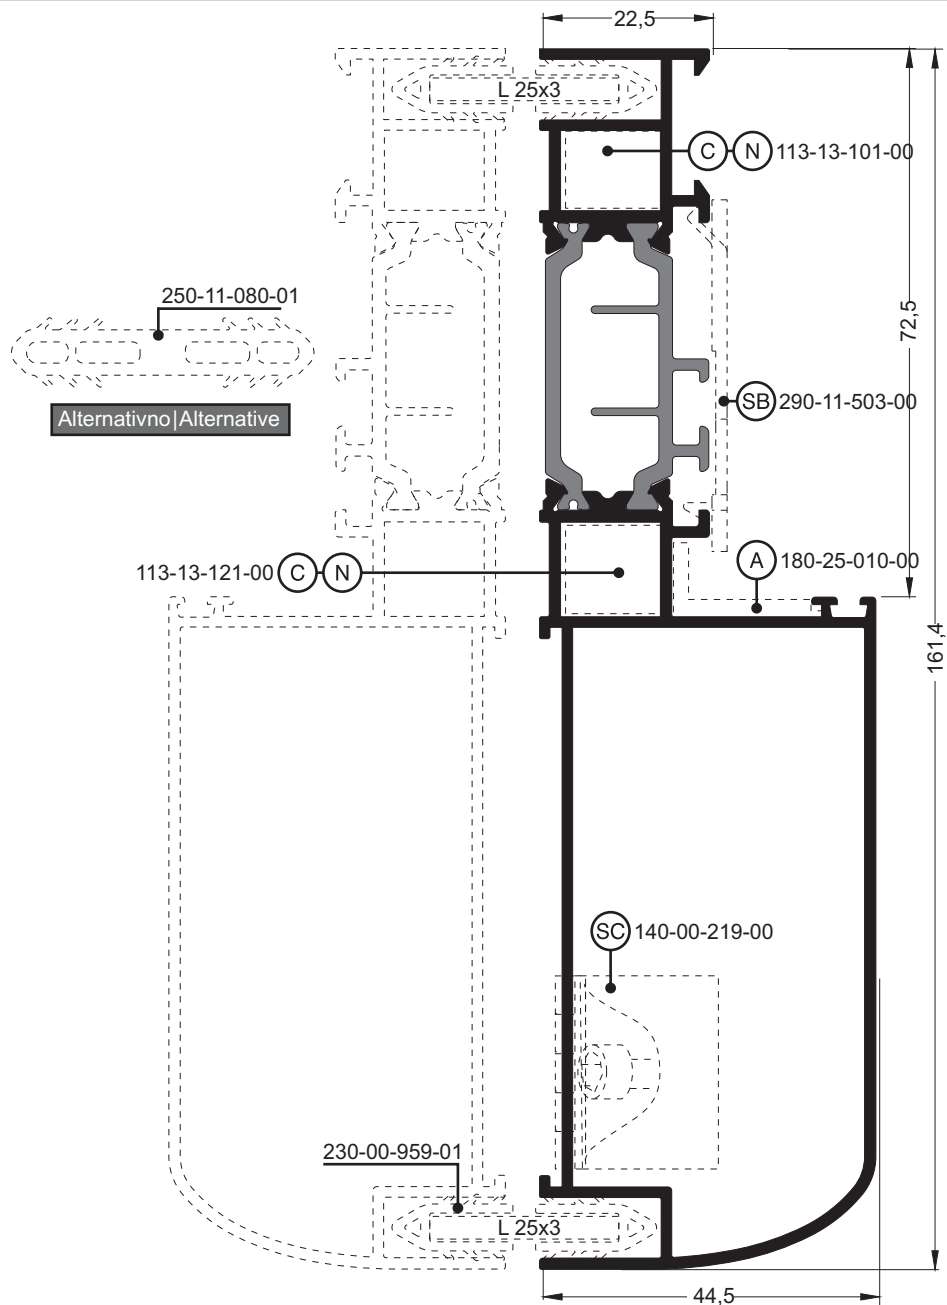 22,5
L 25x3
C N 113-13-101-00
250-11-080-01
72,5
Alternativno|Alternative
SB 290-11-503-00
113-13-121-00 C N
A 180-25-010-00
161,4
SC 140-00-219-00
230-00-959-01
L 25x3
44,5